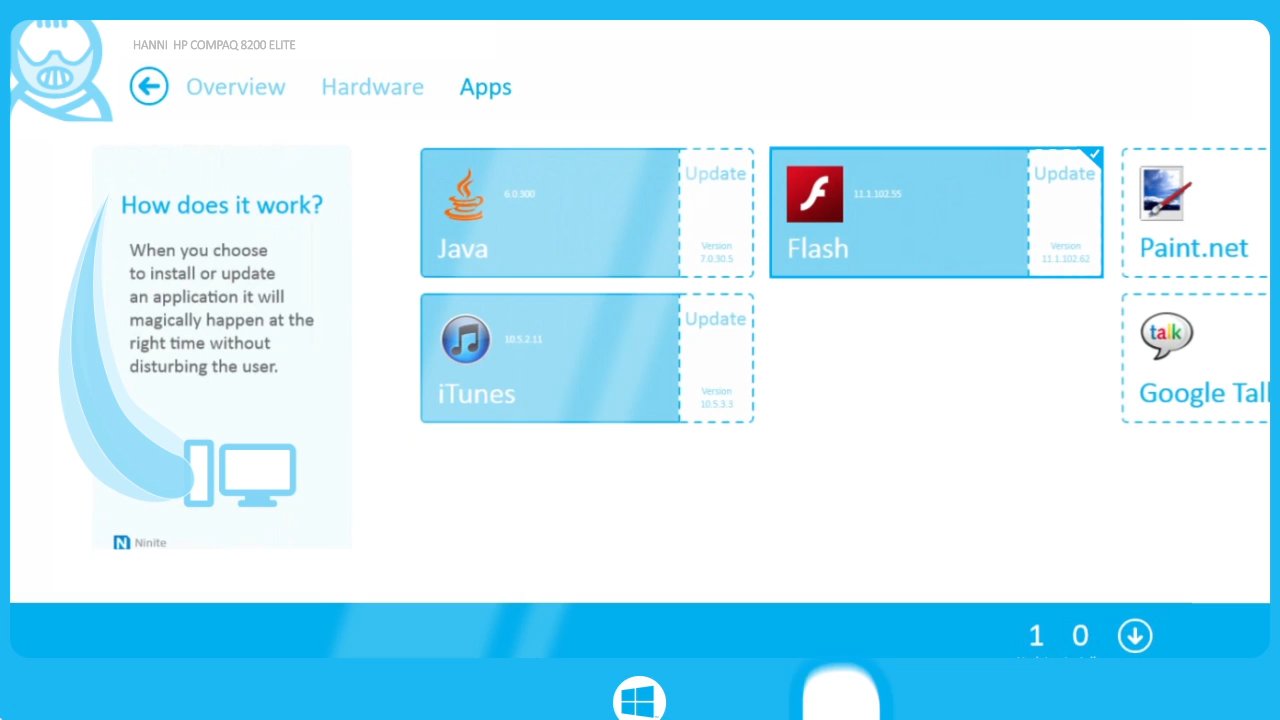 HANNI HP COMPAQ 8200 ELITE
Overview Hardware Apps
How does it work?
When you choose
to install or update
an application it will
magically happen at the
right time without
disturbing the user.
Ninite
6.0.300
Java
Update
Version
7.0.30.5
11.1.102.55
Flash
Update
Version
11.1.102.62
Paint.net
10.5.2.11
iTunes
Update
Version
10.5.3.3
talk
Google Talk
1 0